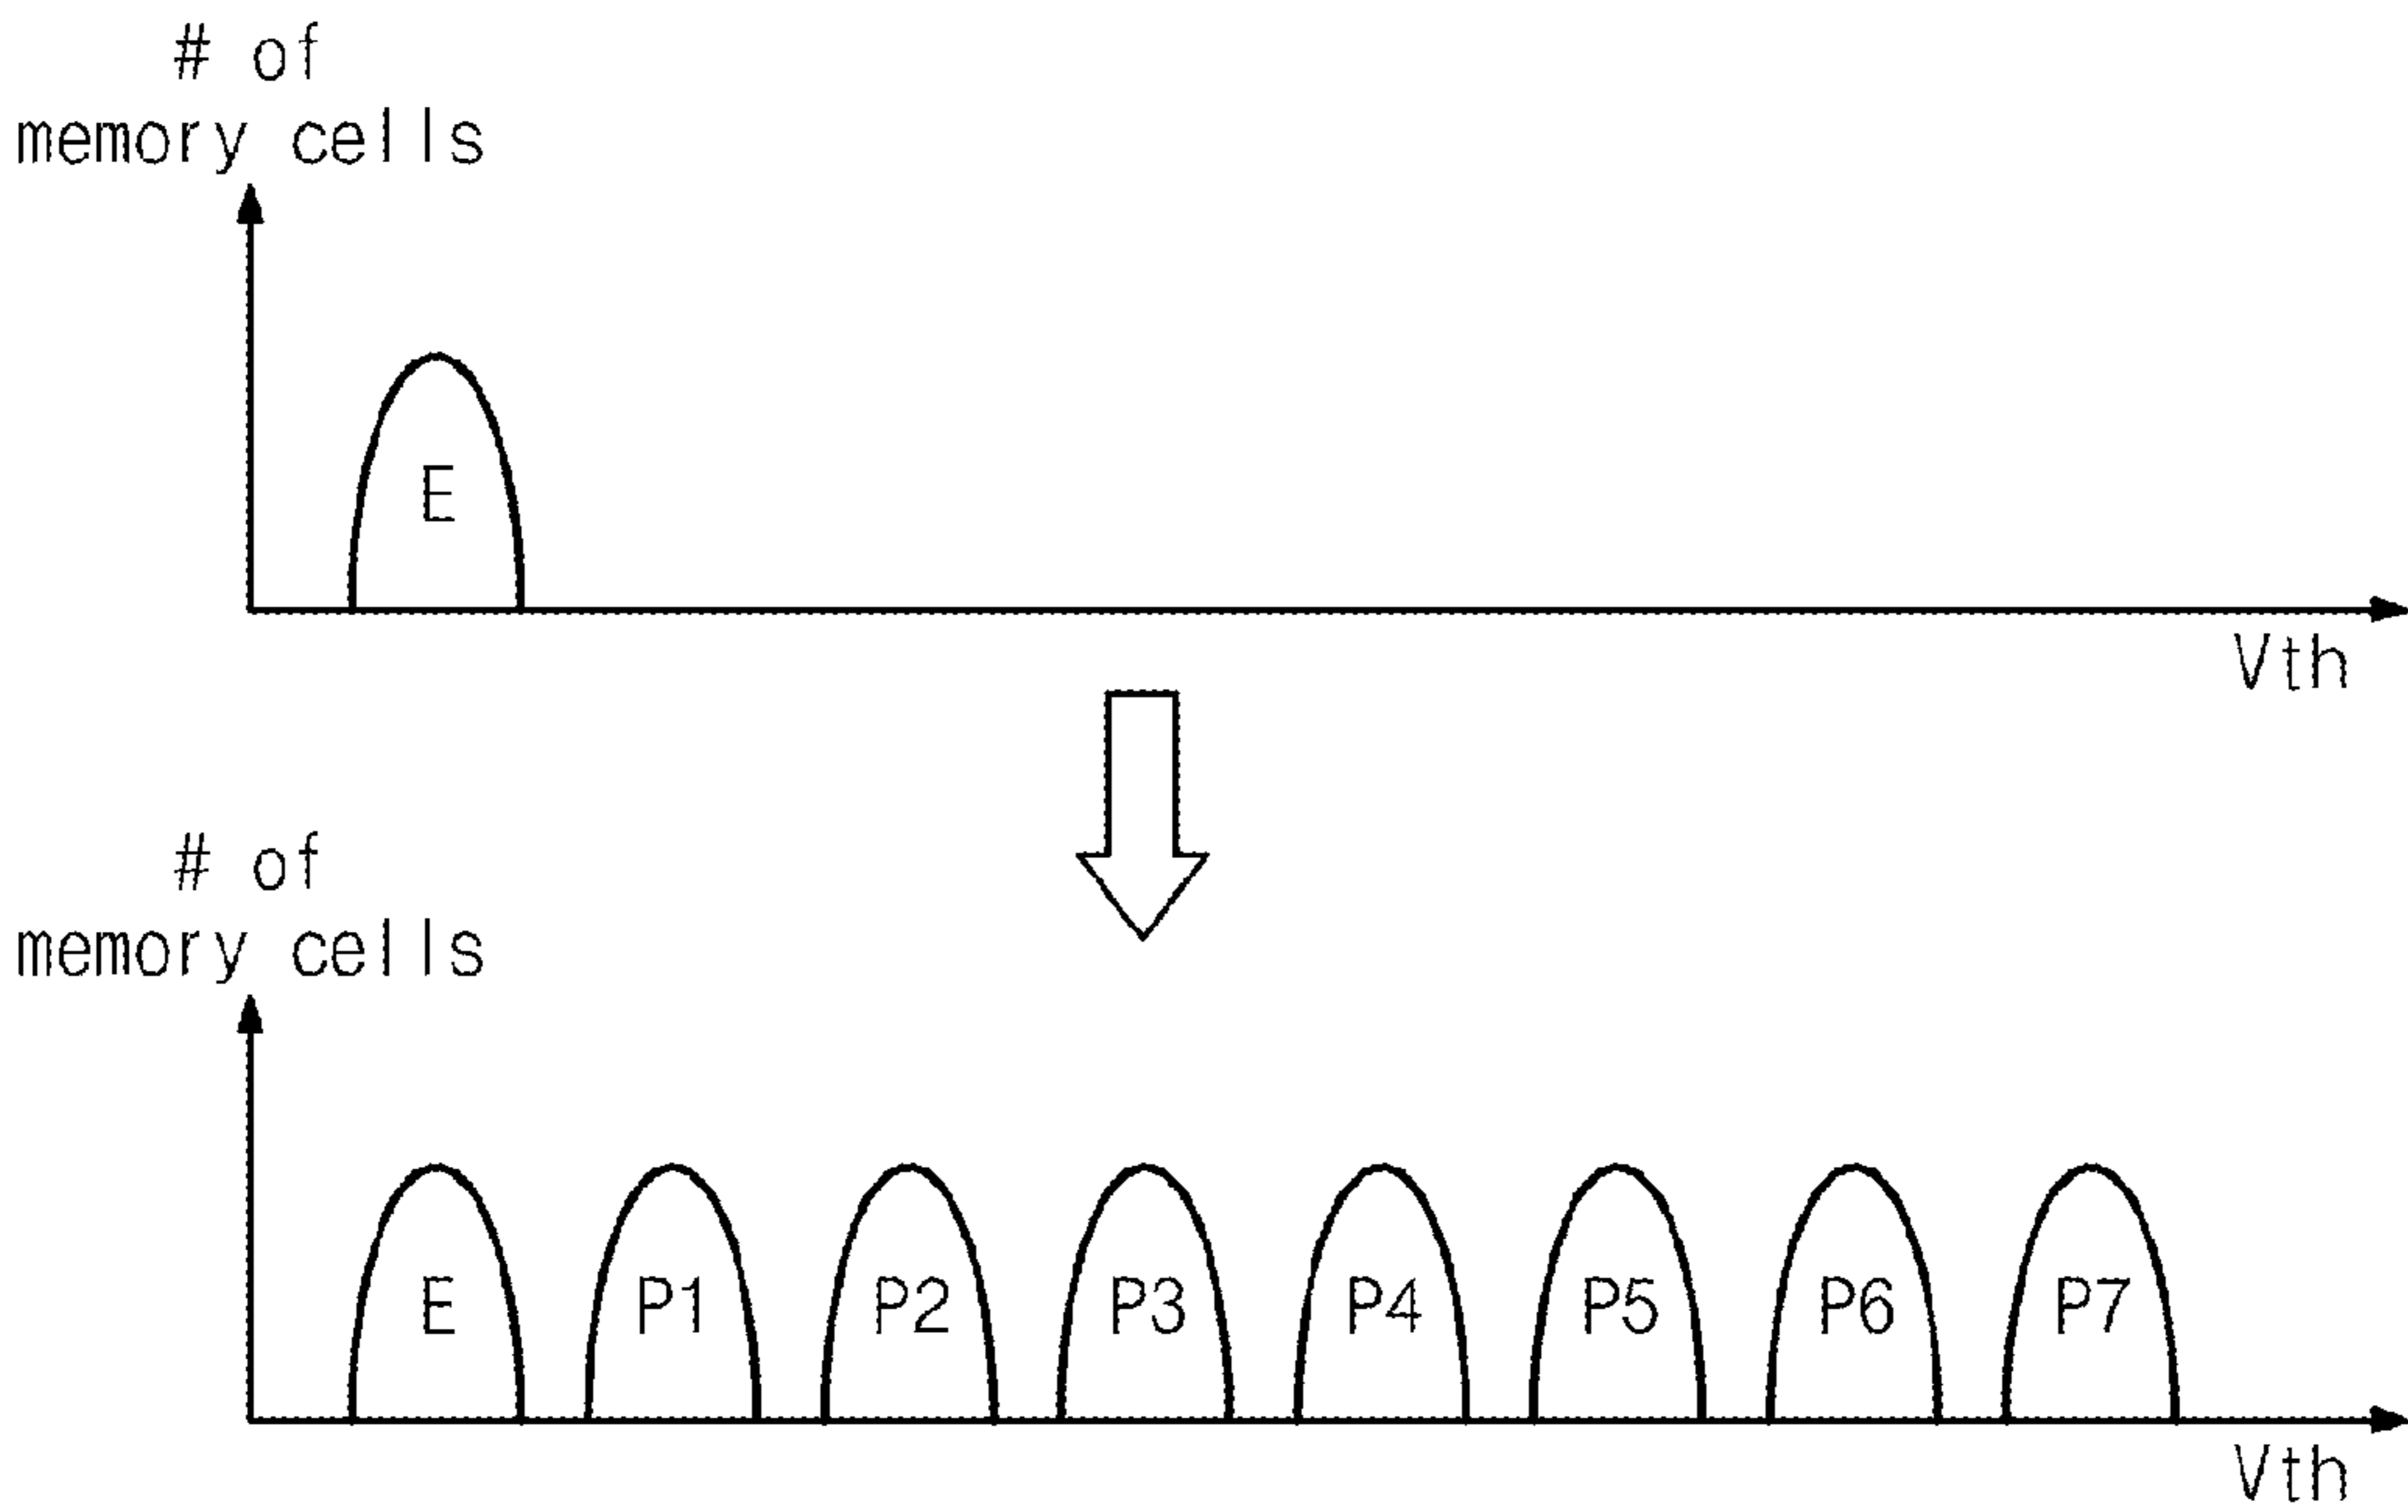 # of
memory cells
E
Vth
# of
memory cells
E P1 P2 P3 P4 P5 P6 P7
Vth